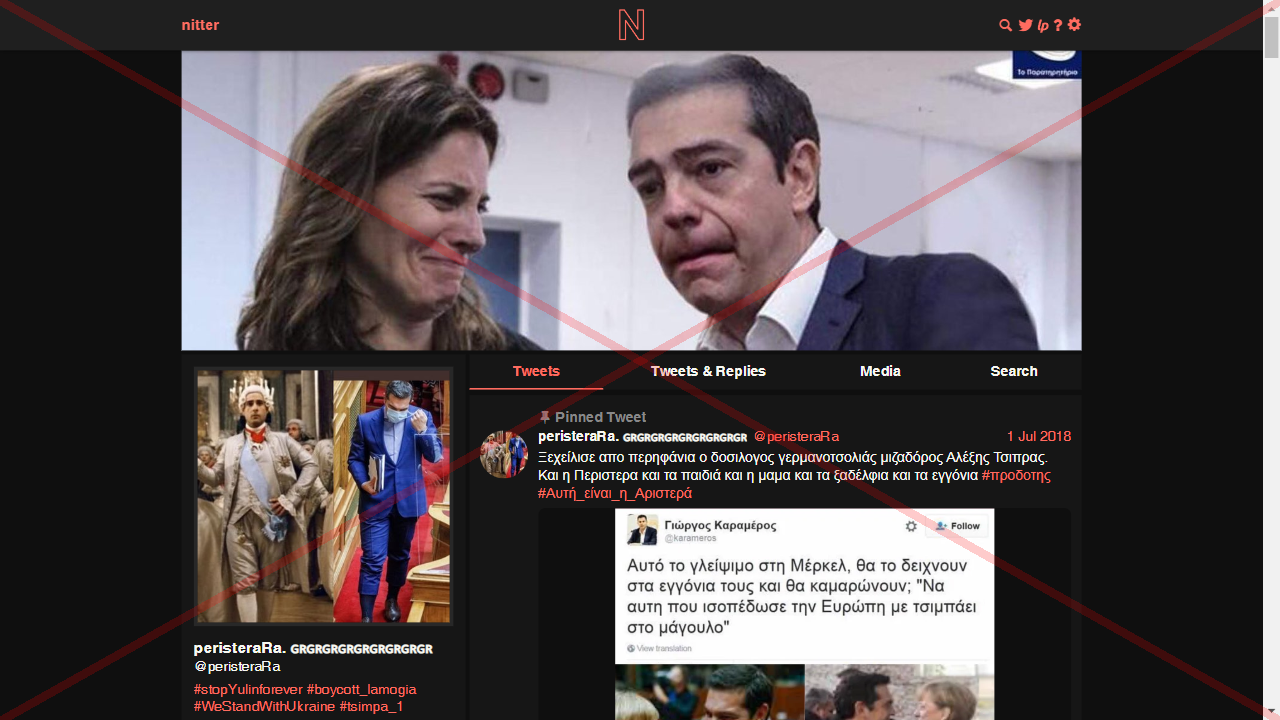 nitter
N
lp ?
Το Παρατηρητήριο
Tweets
Tweets & Replies
Media
Search
peristeraRa. GRGRGRGRGRGRGRGRGR
@peristeraRa
#stopYulinforever #boycott_lamogia
#WeStandWithUkraine #tsimpa_1
Pinned Tweet
peristeraRa. GRGRGRGRGRGRGRGRGR @peristeraRa 1 Jul 2018
Ξεχείλισε απο περηφάνια ο δοσιλογος γερμανοτσολιάς μιζαδόρος Αλέξης Τσιπρας.
Και η Περιστερα και τα παιδιά και η μαμα και τα ξαδέλφια και τα εγγόνια #προδοτης
#Αυτή_είναι_η_Αριστερά
Γιώργος Καραμέρος
@karameros
Follow
Αυτό το γλείψιμο στη Μέρκελ, θα το δειχνουν
στα εγγόνια τους και θα καμαρώνουν; "Να
αυτη που ισοπέδωσε την Ευρώπη με τσιμπάει
στο μάγουλο"
View translation